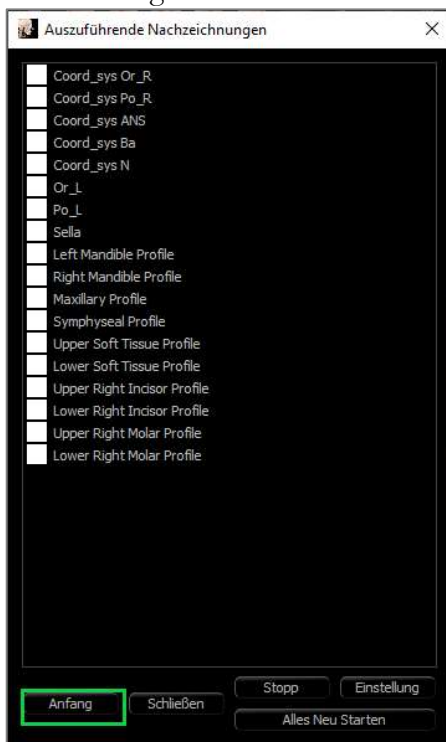 Auszuführende Nachzeichnungen
Coord_sys Or_R
Coord_sys Po_R
Coord_sys ANS
Coord_sys Ba
Coord_sys N
Or_L
Po_L
Sella
Left Mandible Profile
Right Mandible Profile
Maxillary Profile
Symphyseal Profile
Upper Soft Tissue Profile
Lower Soft Tissue Profile
Upper Right Incisor Profile
Lower Right Incisor Profile
Upper Right Molar Profile
Lower Right Molar Profile
Anfang Schließen Stopp Einstellung
Alles Neu Starten